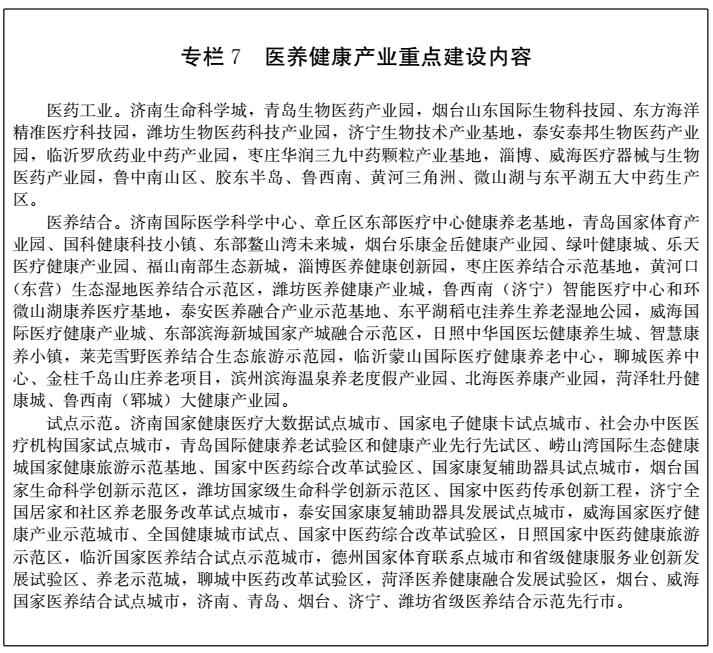 专栏 7　医养健康产业重点建设内容
医药工业。济南生命科学城，青岛生物医药产业园，烟台山东国际生物科技园、东方海洋
精准医疗科技园，潍坊生物医药科技产业园，济宁生物技术产业基地，泰安泰邦生物医药产业
园，临沂罗欣药业中药产业园，枣庄华润三九中药颗粒产业基地，淄博、威海医疗器械与生物
医药产业园，鲁中南山区、胶东半岛、鲁西南、黄河三角洲、微山湖与东平湖五大中药生产
区。
医养结合。济南国际医学科学中心、章丘区东部医疗中心健康养老基地，青岛国家体育产
业园、国科健康科技小镇、东部鳌山湾未来城，烟台乐康金岳健康产业园、绿叶健康城、乐天
医疗健康产业园、福山南部生态新城，淄博医养健康创新园，枣庄医养结合示范基地，黄河口
（东营）生态湿地医养结合示范区，潍坊医养健康产业城，鲁西南（济宁）智能医疗中心和环
微山湖康养医疗基地，泰安医养融合产业示范基地、东平湖稻屯洼养生养老湿地公园，威海国
际医疗健康产业城、东部滨海新城国家产城融合示范区，日照中华国医坛健康养生城、智慧康
养小镇，莱芜雪野医养结合生态旅游示范园，临沂蒙山国际医疗健康养老中心，聊城医养中
心、金柱千岛山庄养老项目，滨州滨海温泉养老度假产业园、北海医养康产业园，菏泽牡丹健
康城、鲁西南（郓城）大健康产业园。
试点示范。济南国家健康医疗大数据试点城市、国家电子健康卡试点城市、社会办中医医
疗机构国家试点城市，青岛国际健康养老试验区和健康产业先行先试区、崂山湾国际生态健康
城国家健康旅游示范基地、国家中医药综合改革试验区、国家康复辅助器具试点城市，烟台国
家生命科学创新示范区，潍坊国家级生命科学创新示范区、国家中医药传承创新工程，济宁全
国居家和社区养老服务改革试点城市，泰安国家康复辅助器具发展试点城市，威海国家医疗健
康产业示范城市、全国健康城市试点、国家中医药综合改革试验区，日照国家中医药健康旅游
示范区，临沂国家医养结合试点示范城市，德州国家体育联系点城市和省级健康服务业创新发
展试验区、养老示范城，聊城中医药改革试验区，菏泽医养健康融合发展试验区，烟台、威海
国家医养结合试点城市，济南、青岛、烟台、济宁、潍坊省级医养结合示范先行市。